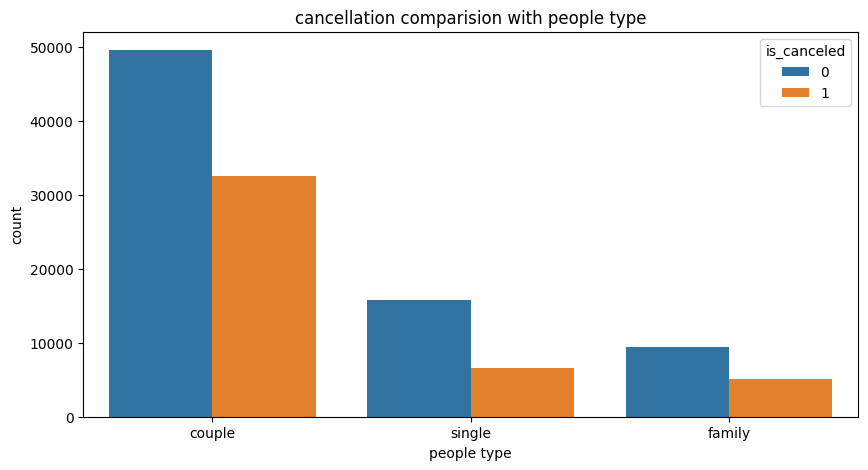 cancellation comparision with people type
is_canceled
0
1
50000
40000
30000
20000
10000
0
count
couple
single
family
people type